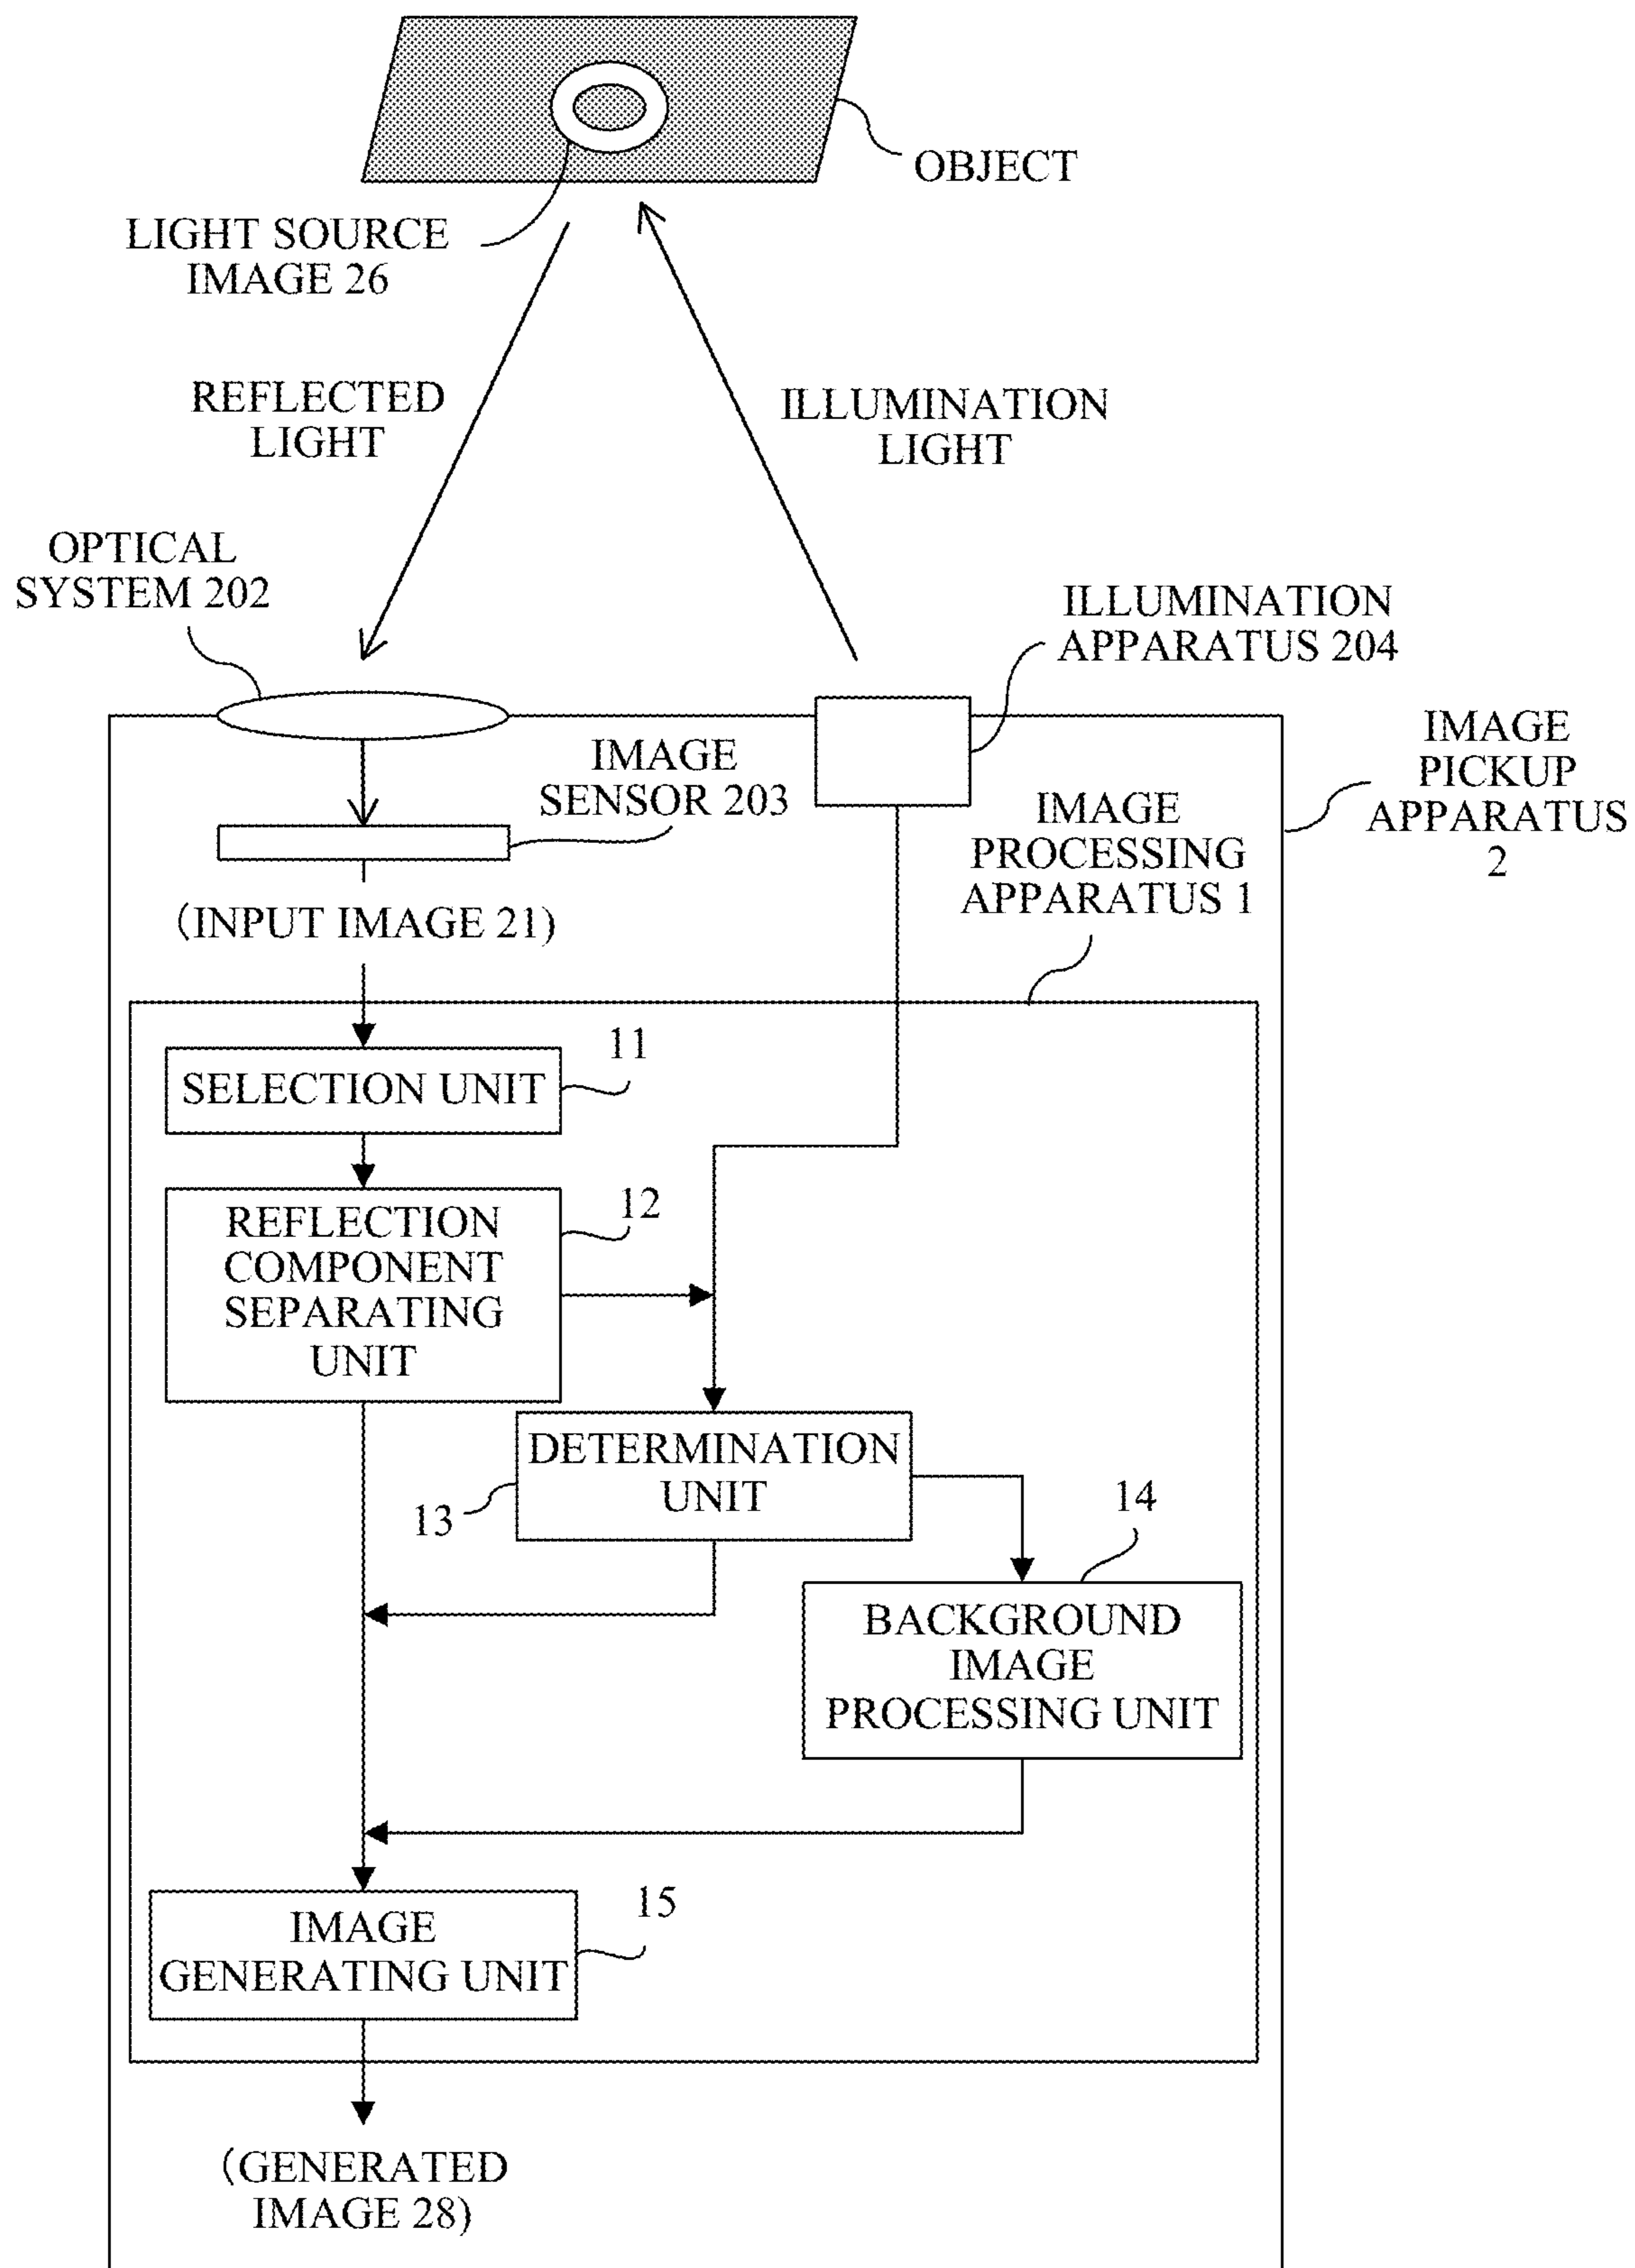 OBJECT
LIGHT SOURCE
IMAGE 26
REFLECTED
LIGHT
ILLUMINATION
LIGHT
OPTICAL
SYSTEM 202
ILLUMINATION
APPARATUS 204
IMAGE
PICKUP
APPARATUS
2
IMAGE
SENSOR 203
IMAGE
PROCESSING
APPARATUS 1
(INPUT IMAGE 21)
11
SELECTION UNIT
12
REFLECTION
COMPONENT
SEPARATING
UNIT
DETERMINATION
UNIT
13
14
BACKGROUND
IMAGE
PROCESSING UNIT
15
IMAGE
GENERATING UNIT
(GENERATED
IMAGE 28)